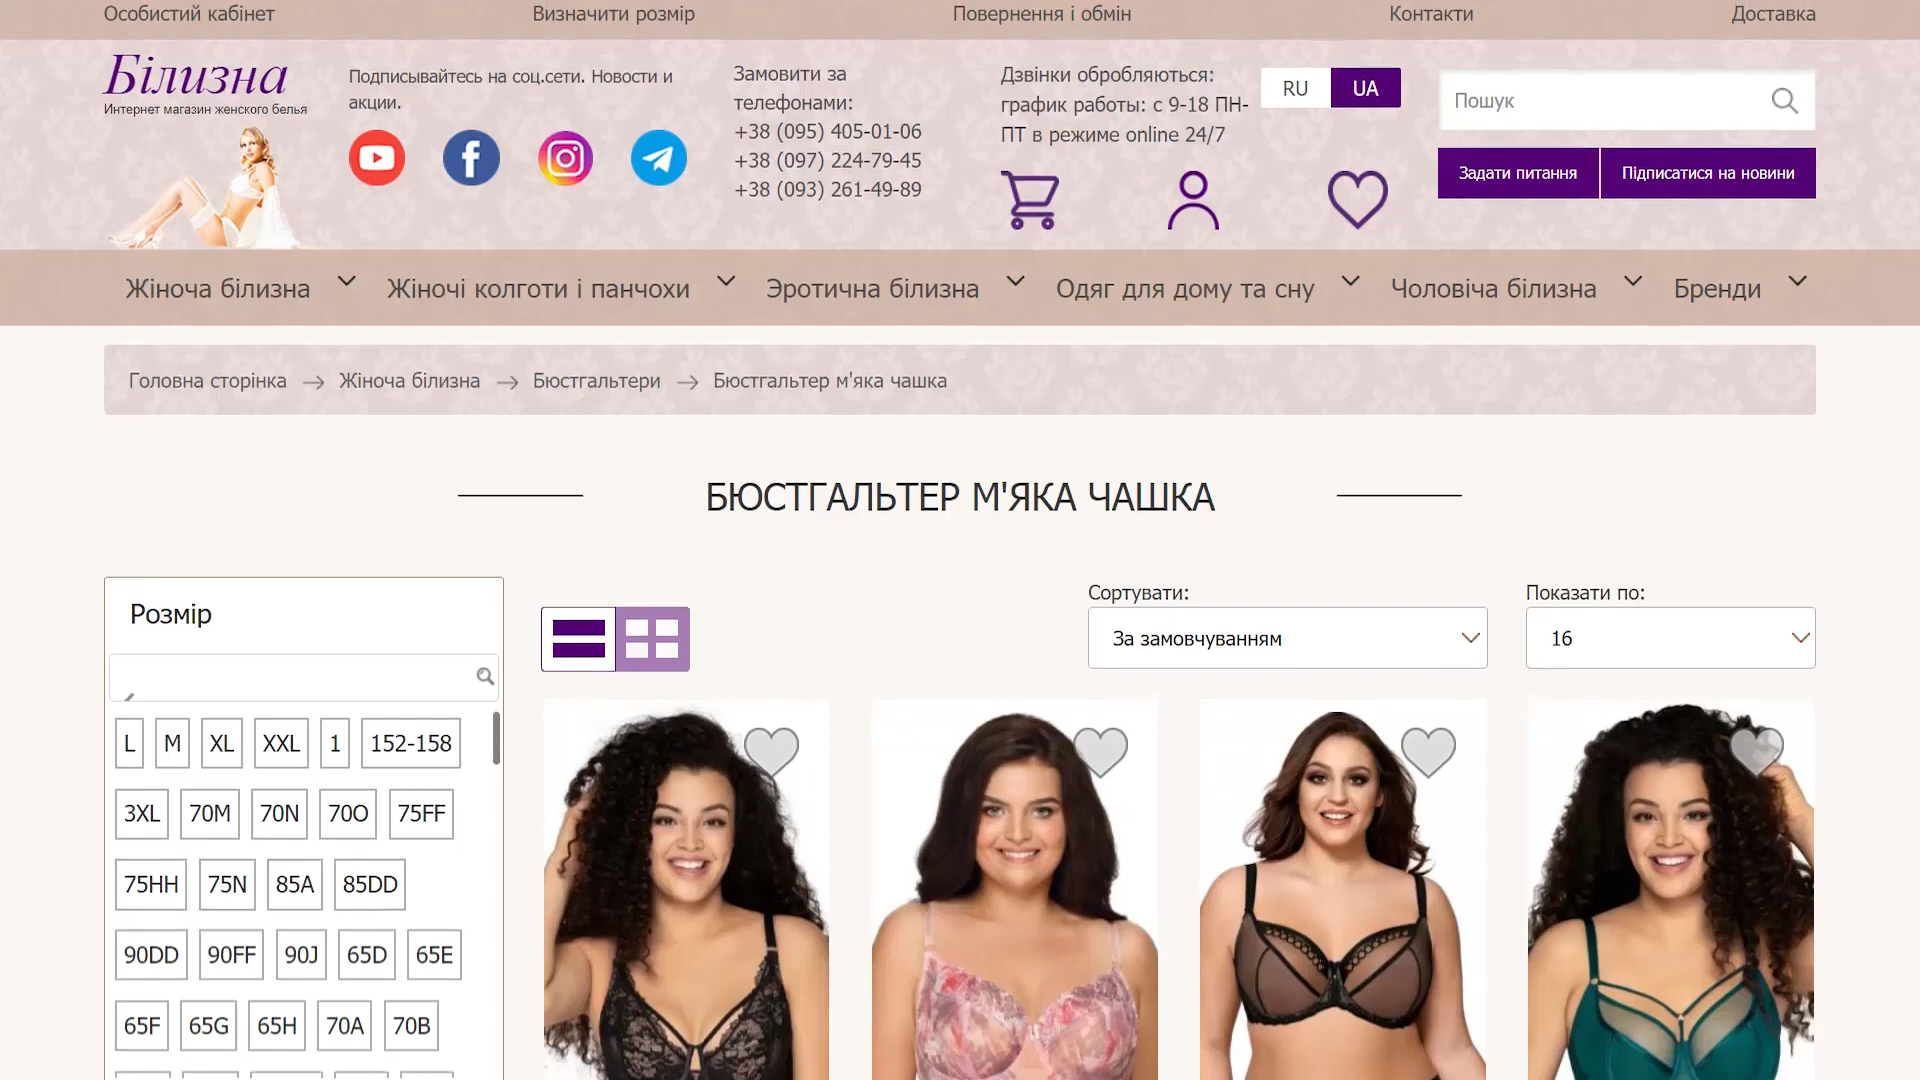 Особистий кабінет
Визначити розмір
Повернення і обмін
Контакти
Доставка
Білизна
Интернет магазин женского белья
Подписывайтесь на соц.сети. Новости и
акции.
Замовити за
телефонами:
+38 (095) 405-01-06
+38 (097) 224-79-45
+38 (093) 261-49-89
Дзвінки обробляються:
график работы: с 9-18 ПН-
ПТ в режиме online 24/7
RU
UA
Пошук
Задати питання
Підписатися на новини
Жіноча білизна
Жіночі колготи і панчохи
Эротична білизна
Одяг для дому та сну
Чоловіча білизна
Бренди
Головна сторінка
Жіноча білизна
Бюстгальтери
Бюстгальтер м'яка чашка
БЮСТГАЛЬТЕР М'ЯКА ЧАШКА
Розмір
Сортувати:
За замовчуванням
Показати по:
16
L M XL XXL 1 152-158
3XL 70M 70N 70O 75FF
75HH 75N 85A 85DD
90DD 90FF 90J 65D 65E
65F 65G 65H 70A 70B